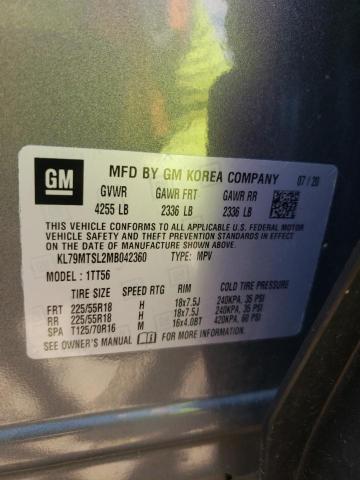 GM
MFD BY GM KOREA COMPANY 07 / 20
GVWR GAWR FRT GAWR RR
4255 LB 2336 LB 2336 LB
THIS VEHICLE CONFORMS TO ALL APPLICABLE U.S. FEDERAL MOTOR
VEHICLE SAFETY AND THEFT PREVENTION STANDARDS IN EFFECT ON THE
DATE OF MANUFACTURE SHOWN ABOVE.
KL79MTSL2MB042360 TYPE: MPV
MODEL : 1TT56
TIRE SIZE SPEED RTG RIM COLD TIRE PRESSURE
FRT 225/55R18 H 18x7.5J 240KPA, 35 PSI
RR 225/55R18 H 18x7.5J 240KPA, 35 PSI
SPA T125/70R16 M 16x4.0BT 420KPA, 60 PSI
SEE OWNER'S MANUAL FOR ADDITIONAL INFORMATION